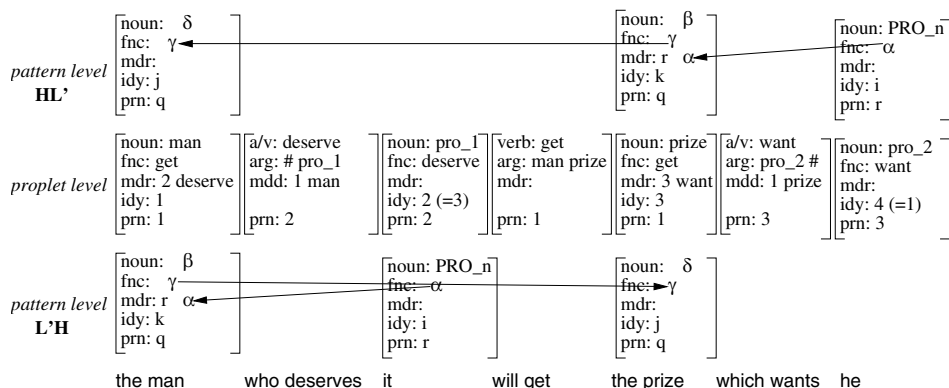 noun: δ
fnc: γ
mdr:
idy: j
prn: q
noun: β
fnc: γ
mdr: r α
idy: k
prn: q
noun: PRO_n
fnc: α
mdr:
idy: i
prn: r
pattern level
HL'
proplet level
noun: man
fnc: get
mdr: 2 deserve
idy: 1
prn: 1
a/v: deserve
arg: # pro_1
mdd: 1 man
prn: 2
noun: pro_1
fnc: deserve
mdr:
idy: 2 (=3)
prn: 2
verb: get
arg: man prize
mdr:
prn: 1
noun: prize
fnc: get
mdr: 3 want
idy: 3
prn: 1
a/v: want
arg: pro_2 #
mdd: 1 prize
prn: 3
noun: pro_2
fnc: want
mdr:
idy: 4 (=1)
prn: 3
pattern level
L'H
noun: β
fnc: γ
mdr: r α
idy: k
prn: q
noun: PRO_n
fnc: α
mdr:
idy: i
prn: r
noun: δ
fnc: γ
mdr:
idy: j
prn: q
the man who deserves it will get the prize which wants he